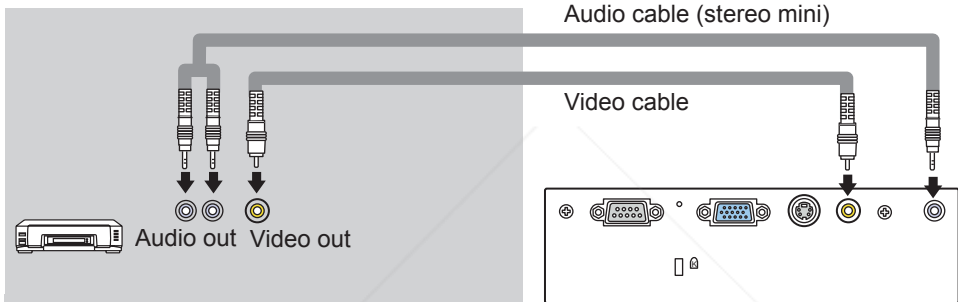 Audio cable (stereo mini)
Video cable
Audio out Video out